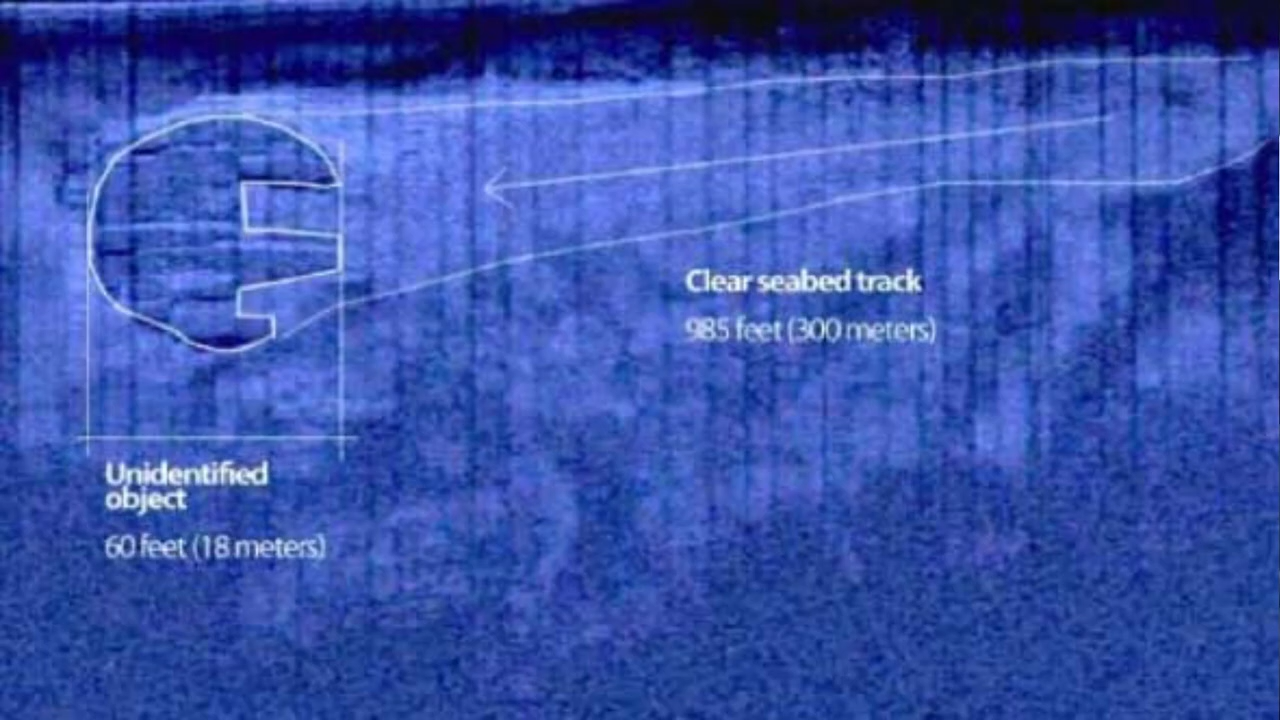 Clear seabed track
985 feet (300 meters)
Unidentified
object
60 feet (18 meters)